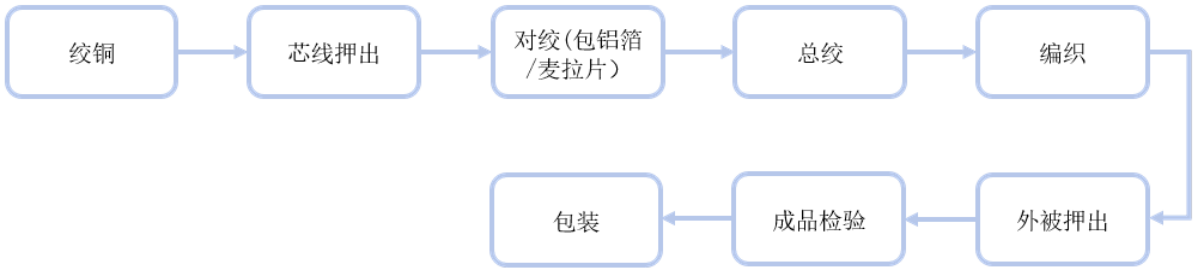 绞铜
芯线押出
对绞(包铝箔
/麦拉片）
总绞
编织
外被押出
成品检验
包装